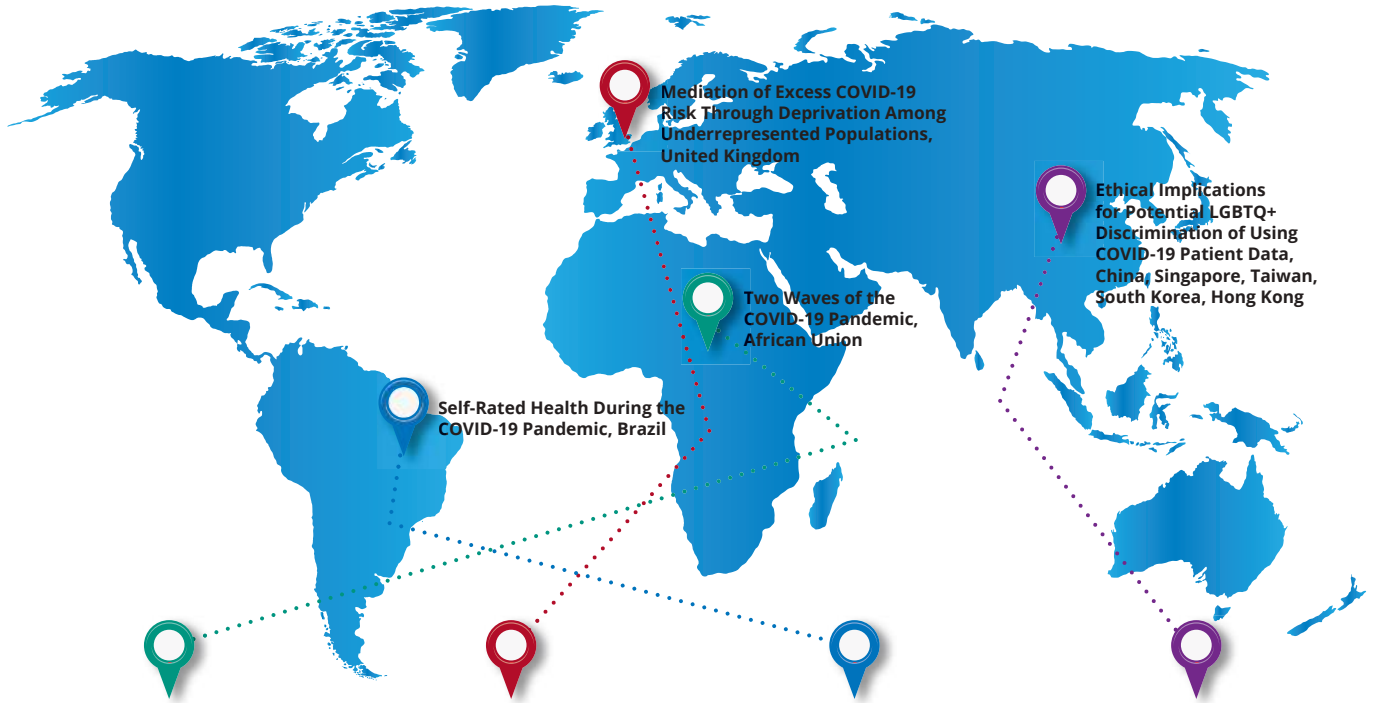 Mediation of Excess COVID-19
Risk Through Deprivation Among
Underrepresented Populations,
United Kingdom
Ethical Implications
for Potential LGBTQ+
Discrimination of Using
COVID-19 Patient Data,
China, Singapore, Taiwan,
South Korea, Hong Kong
Two Waves of the
COVID-19 Pandemic,
African Union
Self-Rated Health During the
COVID-19 Pandemic, Brazil